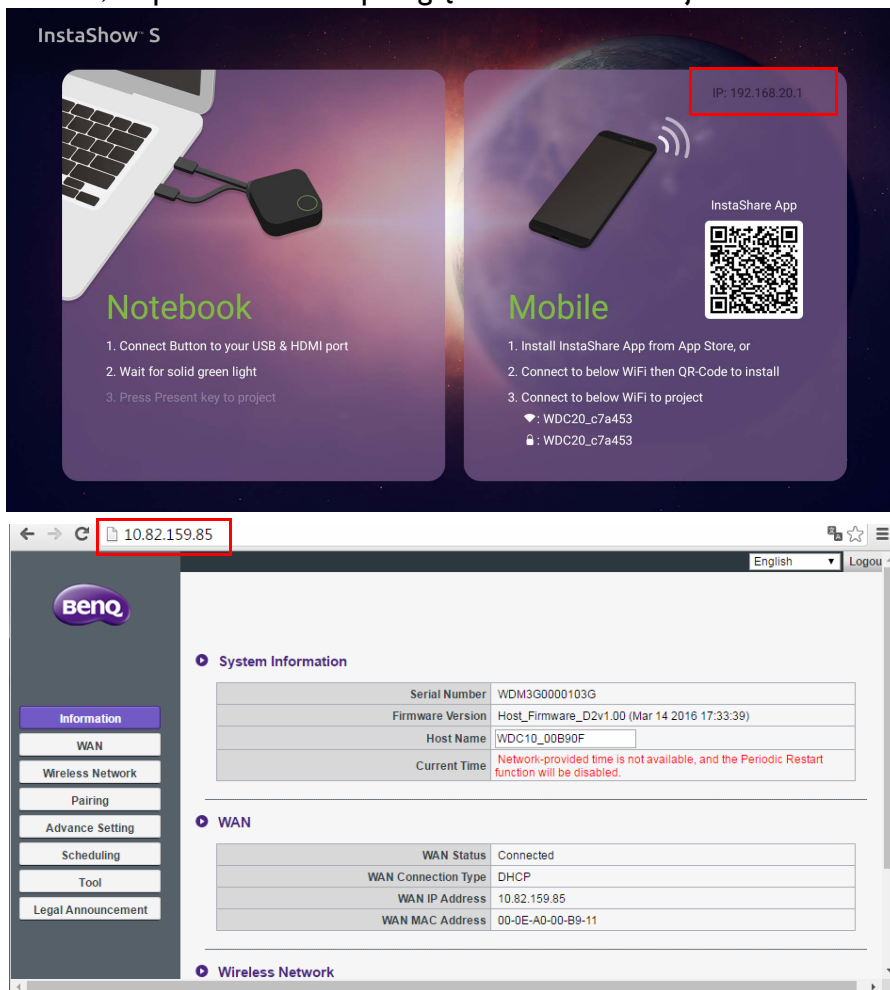 InstaShow™ S
IP: 192.168.20.1
InstaShare App
Notebook
1. Connect Button to your USB & HDMI port
2. Wait for solid green light
3. Press Present key to project
Mobile
1. Install InstaShare App from App Store, or
2. Connect to below WiFi then QR-Code to install
3. Connect to below WiFi to project
: WDC20_c7a453
: WDC20_c7a453
10.82.159.85
English
Logou
BenQ
System Information
Serial Number WDM3G0000103G
Information
Firmware Version Host_Firmware_D2v1.00 (Mar 14 2016 17:33:39)
WAN
Host Name WDC10_00B90F
Wireless Network
Current Time Network-provided time is not available, and the Periodic Restart
function will be disabled.
Pairing
Advance Setting
WAN
Scheduling
WAN Status Connected
Tool
WAN Connection Type DHCP
Legal Announcement
WAN IP Address 10.82.159.85
WAN MAC Address 00-0E-A0-00-B9-11
Wireless Network